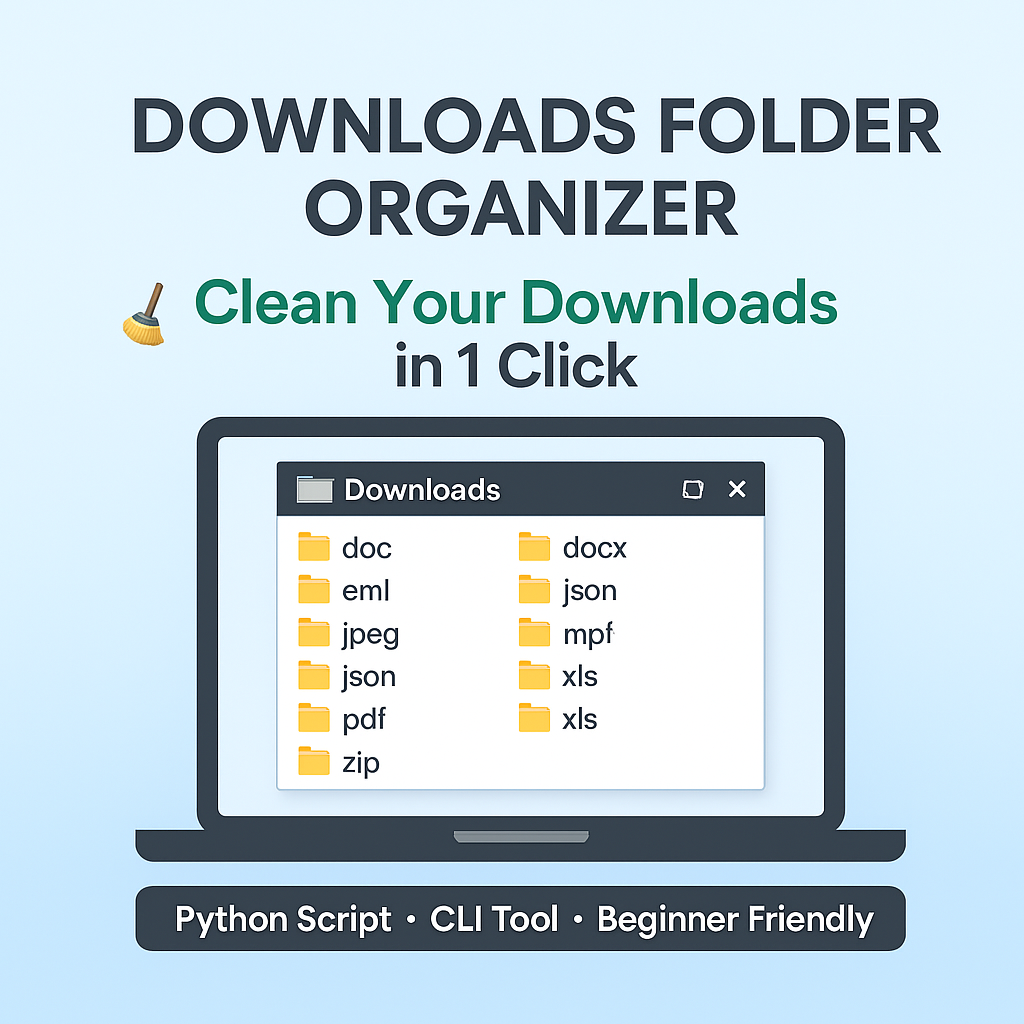 DOWNLOADS FOLDER
ORGANIZER
Clean Your Downloads
in 1 Click
Downloads
doc
docx
eml
json
jpeg
mpf
json
xls
pdf
xls
zip
Python Script • CLI Tool • Beginner Friendly